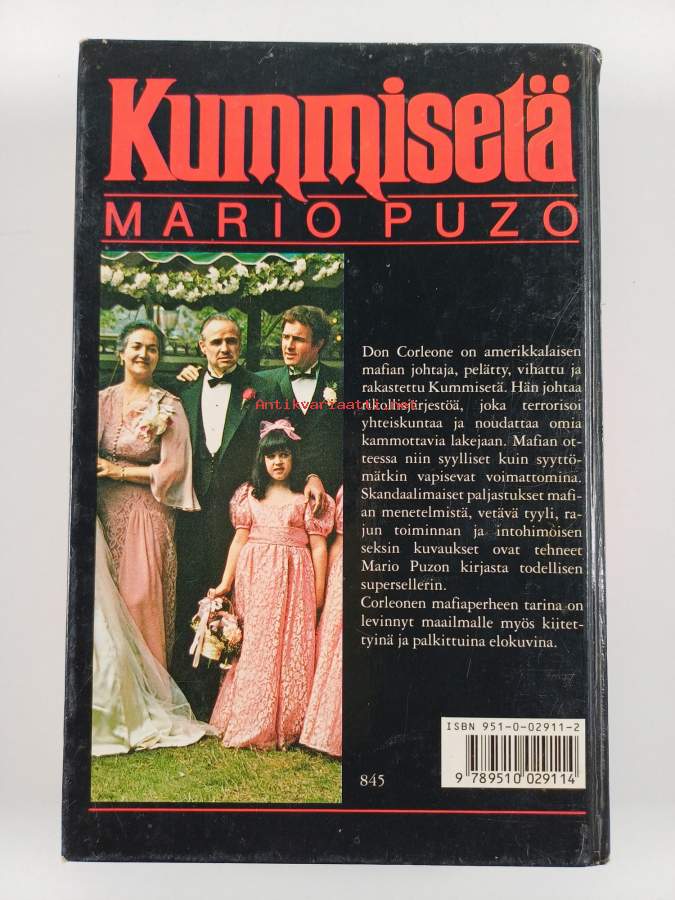 Kummisetä
MARIO PUZO
Don Corleone on amerikkalaisen
mafian johtaja, pelätty, vihattu ja
rakastettu Kummisetä. Hän johtaa
Antikvariaatti.net
rikollisjärjestöä, joka terrorisoi
yhteiskuntaa ja noudattaa omia
kammottavia lakejaan. Mafian ot-
teessa niin syylliset kuin syyttö-
mätkin vapisevat voimattomina.
Skandaalimaiset paljastukset mafi-
an menetelmistä, vetävä tyyli, ra-
jun toiminnan ja intohimoisen
seksin kuvaukset ovat tehneet
Mario Puzon kirjasta todellisen
supersellerin.
Corleonen mafiaperheen tarina on
levinnyt maailmalle myös kiitet-
tyinä ja palkittuina elokuvina.
ISBN 951-0-02911-2
9 789510 029114
845